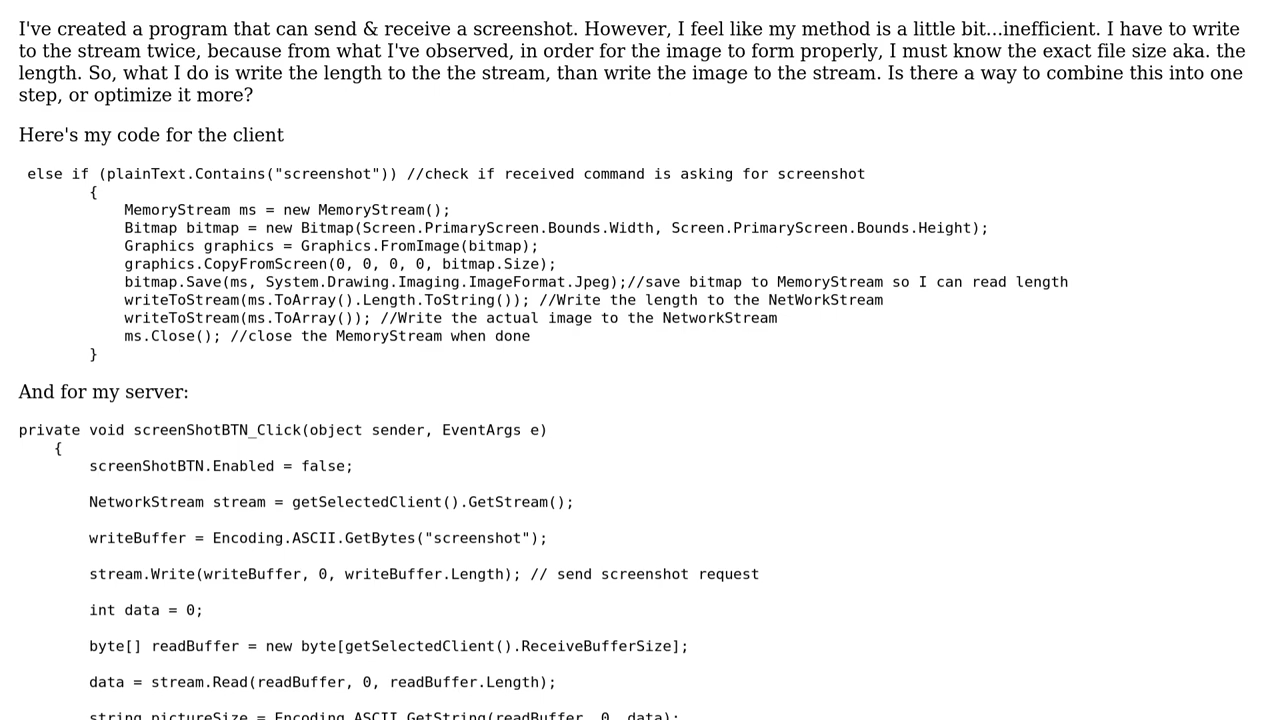 I've created a program that can send & receive a screenshot. However, I feel like my method is a little bit...inefficient. I have to write
to the stream twice, because from what I've observed, in order for the image to form properly, I must know the exact file size aka. the
length. So, what I do is write the length to the the stream, than write the image to the stream. Is there a way to combine this into one
step, or optimize it more?
Here's my code for the client
else if (plainText.Contains("screenshot")) //check if received command is asking for screenshot
{
MemoryStream ms = new MemoryStream();
Bitmap bitmap = new Bitmap(Screen.PrimaryScreen.Bounds.Width, Screen.PrimaryScreen.Bounds.Height);
Graphics graphics = Graphics.FromImage(bitmap);
graphics.CopyFromScreen(0, 0, 0, 0, bitmap.Size);
bitmap.Save(ms, System.Drawing.Imaging.ImageFormat.Jpeg);//save bitmap to MemoryStream so I can read length
writeToStream(ms.ToArray().Length.ToString()); //Write the length to the NetWorkStream
writeToStream(ms.ToArray()); //Write the actual image to the NetworkStream
ms.Close(); //close the MemoryStream when done
}
And for my server:
private void screenShotBTN_Click(object sender, EventArgs e)
{
screenShotBTN.Enabled = false;
NetworkStream stream = getSelectedClient().GetStream();
writeBuffer = Encoding.ASCII.GetBytes("screenshot");
stream.Write(writeBuffer, 0, writeBuffer.Length); // send screenshot request
int data = 0;
byte[] readBuffer = new byte[getSelectedClient().ReceiveBufferSize];
data = stream.Read(readBuffer, 0, readBuffer.Length);
string pictureSize = Encoding.ASCII.GetString(readBuffer, 0, data);